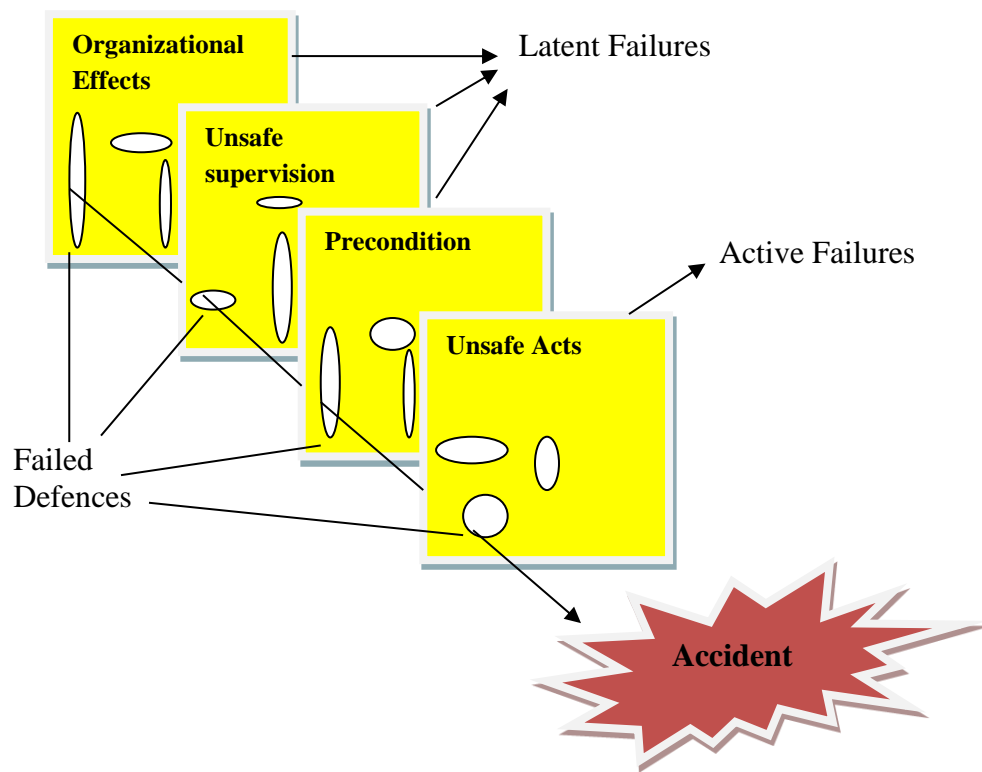 Organizational
Effects
Latent Failures
Unsafe
supervision
Precondition
Active Failures
Unsafe Acts
Failed
Defences
Accident